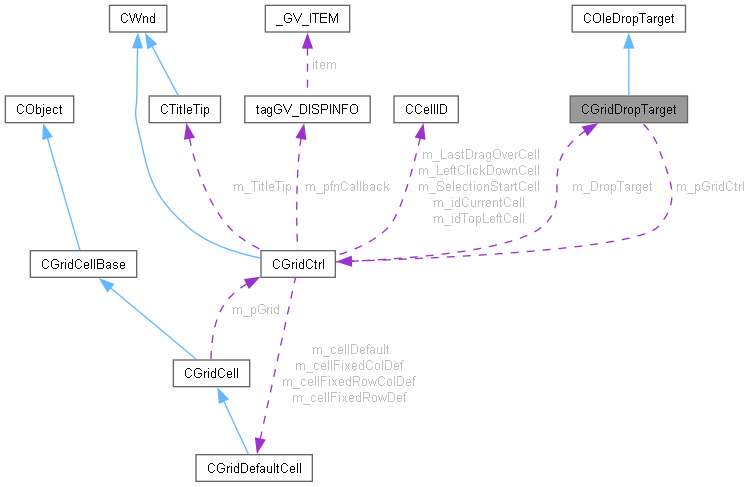 CWnd
_GV_ITEM
COleDropTarget
item
CObject
CTitleTip
tagGV_DISPINFO
CCellID
CGridDropTarget
m_LastDragOverCell
m_LeftClickDownCell
m_SelectionStartCell
m_idCurrentCell
m_idTopLeftCell
m_TitleTip
m_pfnCallback
m_DropTarget
m_pGridCtrl
CGridCellBase
CGridCtrl
m_pGrid
m_cellDefault
m_cellFixedColDef
m_cellFixedRowColDef
m_cellFixedRowDef
CGridCell
CGridDefaultCell